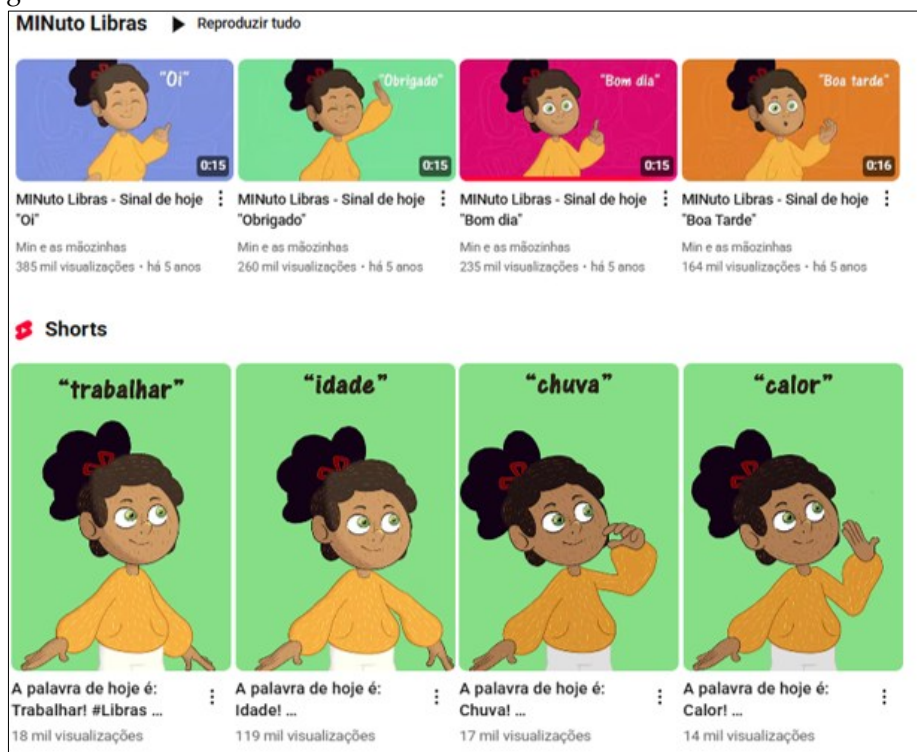 MINuto Libras Reproduzir tudo
"Oi" "Obrigado" "Bom dia" "Boa tarde"
0:15 0:15 0:15 0:16
MINuto Libras - Sinal de hoje MINuto Libras - Sinal de hoje MINuto Libras - Sinal de hoje MINuto Libras - Sinal de hoje
"Oi" "Obrigado" "Bom dia" "Boa Tarde"
Min e as mãozinhas Min e as mãozinhas Min e as mãozinhas Min e as mãozinhas
385 mil visualizações • há 5 anos 260 mil visualizações • há 5 anos 235 mil visualizações • há 5 anos 164 mil visualizações • há 5 anos
Shorts
"trabalhar" "idade" "chuva" "calor"
A palavra de hoje é: A palavra de hoje é: A palavra de hoje é: A palavra de hoje é:
Trabalhar! #Libras ... Idade! ... Chuva! ... Calor! ...
18 mil visualizações 119 mil visualizações 17 mil visualizações 14 mil visualizações